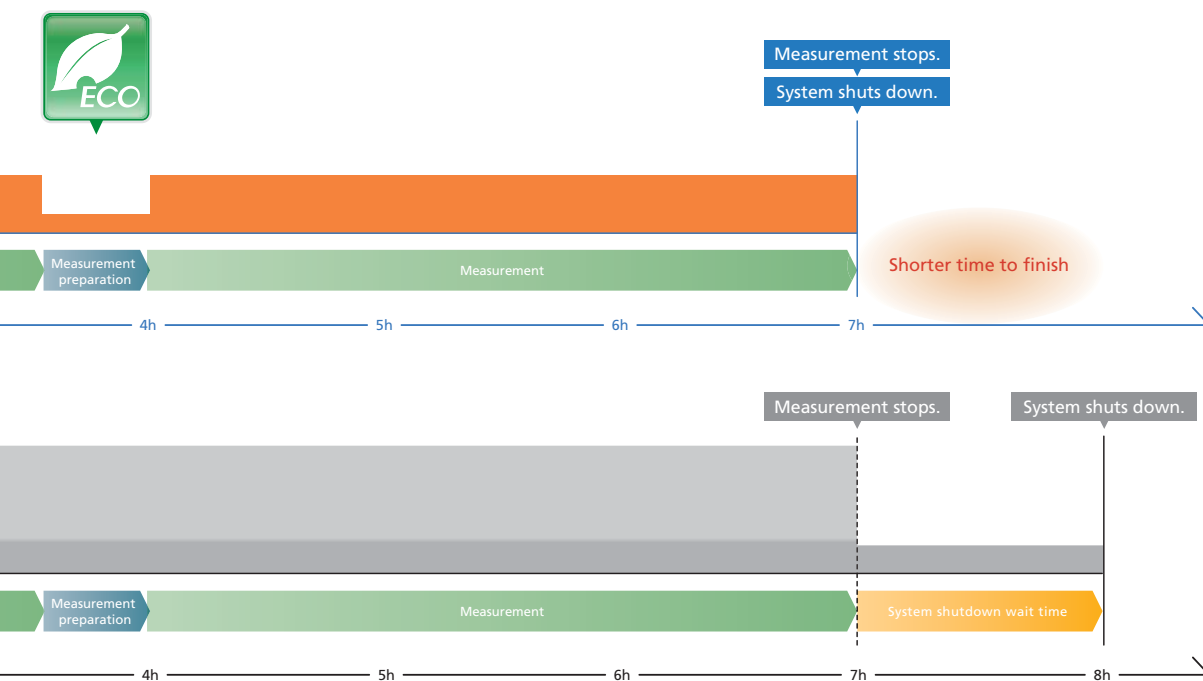 ECO
Measurement stops.
System shuts down.
Measurement
preparation
Measurement
Shorter time to finish
4h
5h
6h
7h
Measurement stops.
System shuts down.
Measurement
preparation
Measurement
System shutdown wait time
4h
5h
6h
7h
8h